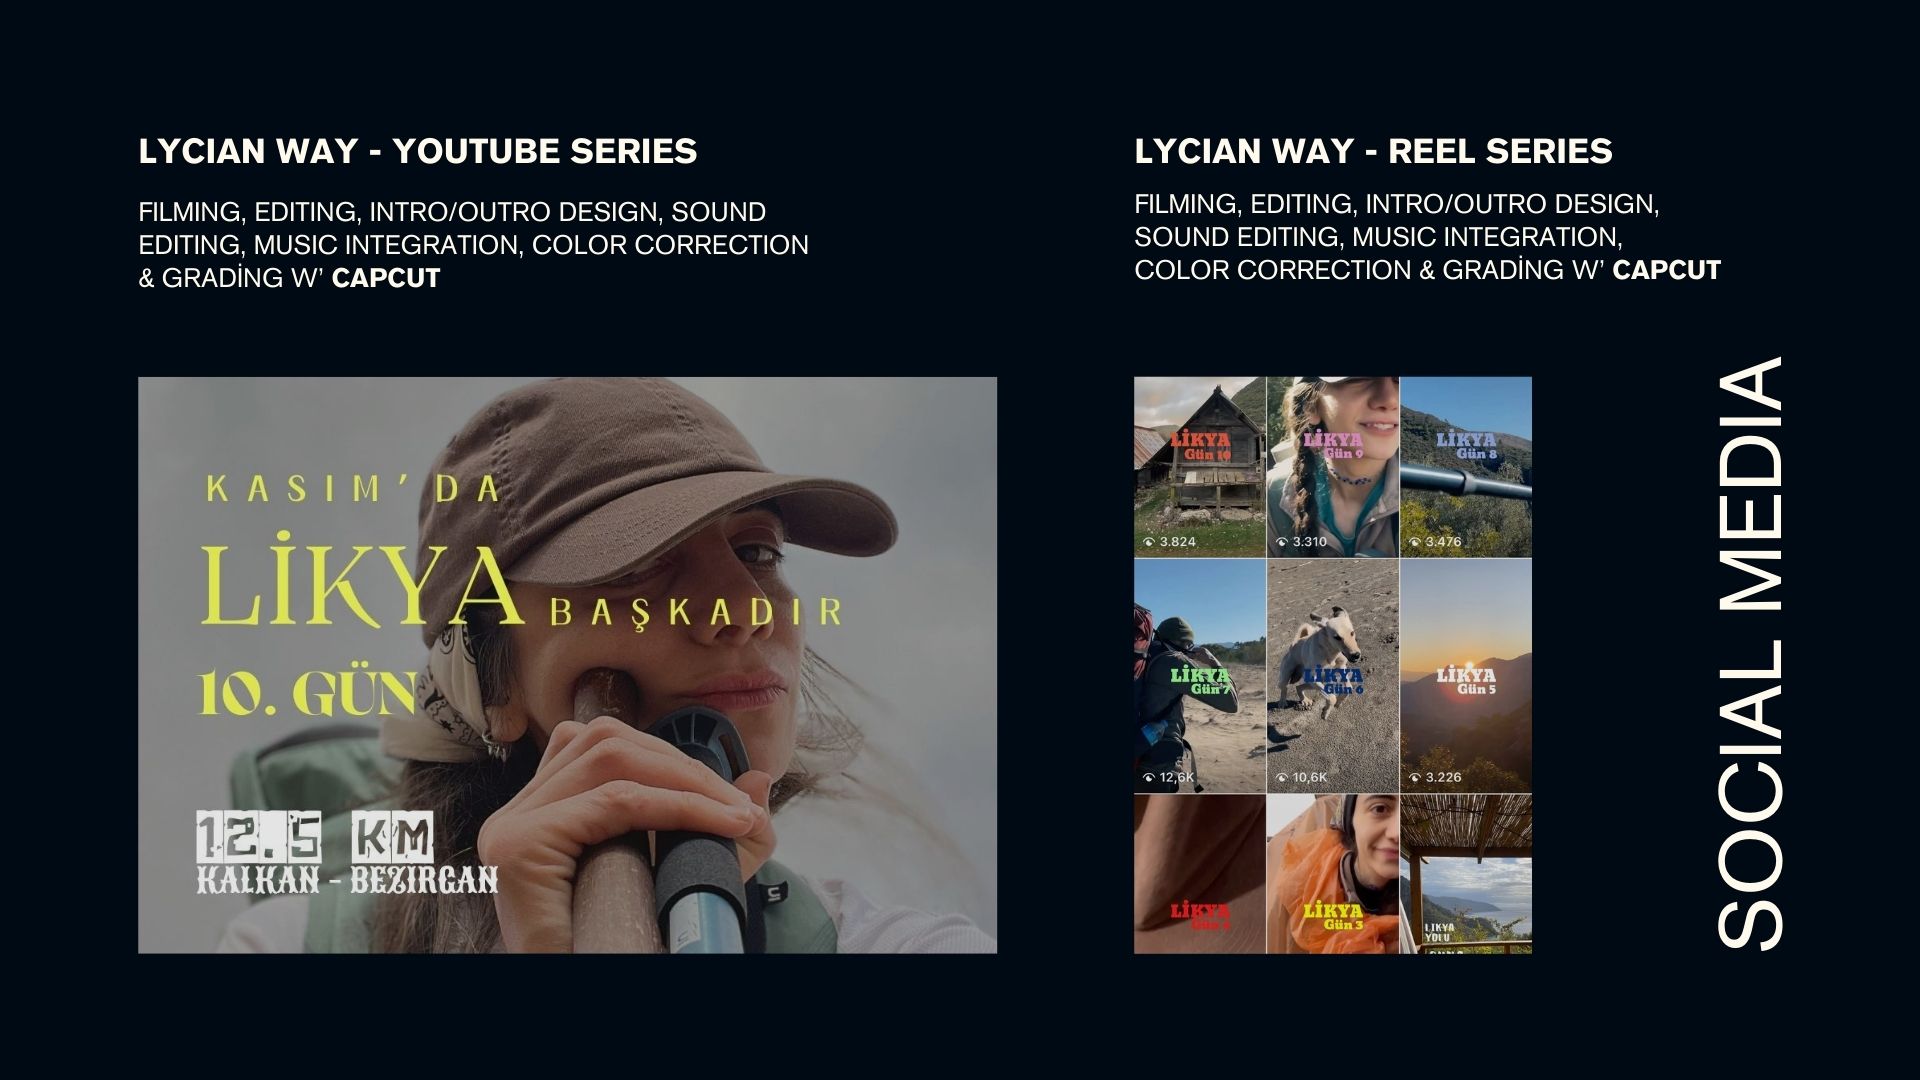 LYCIAN WAY - YOUTUBE SERIES
FILMING, EDITING, INTRO/OUTRO DESIGN, SOUND
EDITING, MUSIC INTEGRATION, COLOR CORRECTION
& GRADİNG W' CAPCUT
KASIM'DA
LİKYA BAŞKADIR
10. GÜN
12.5 KM
KALKAN - BEZIRGAN
LYCIAN WAY - REEL SERIES
FILMING, EDITING, INTRO/OUTRO DESIGN,
SOUND EDITING, MUSIC INTEGRATION,
COLOR CORRECTION & GRADİNG W' CAPCUT
LİKYA
Gün 10
3.824
LİKYA
Gün 9
3.310
LİKYA
Gün 8
3.476
LİKYA
Gün 7
12,6K
LİKYA
Gün 6
10,6K
LİKYA
Gün 5
3.226
LİKYA
Gün
LİKYA
Gün 3
LIKYA
YOLU
SOCIAL MEDIA